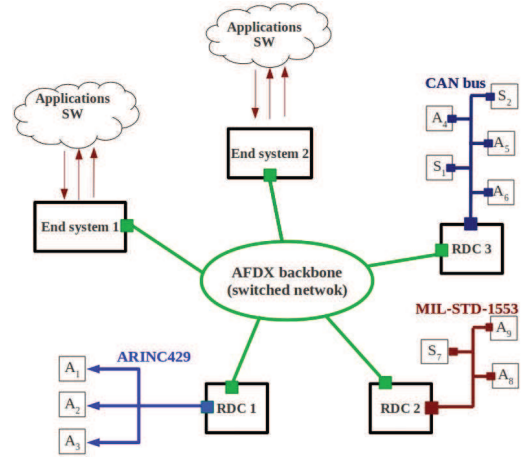 Applications
SW
Applications
SW
CAN bus
S2
A4
End system 2
A5
S1
A6
End system 1
RDC 3
AFDX backbone
(switched netwok)
MIL-STD-1553
A9
S7
A8
ARINC429
A1
A2
A3
RDC 1
RDC 2